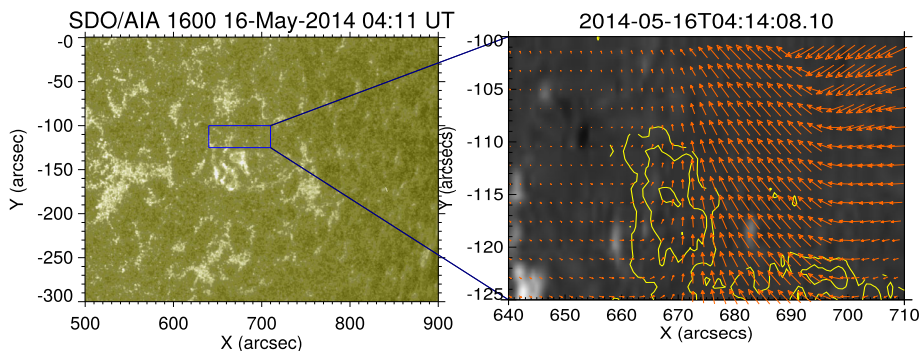 SDO/AIA 1600 16-May-2014 04:11 UT
-0
-50
-100
-150
-200
-250
-300
Y (arcsec)
500 600 700 800 900
X (arcsec)
2014-05-16T04:14:08.10
-100
-105
-110
-115
-120
-125
Y (arcsecs)
640 650 660 670 680 690 700 710
X (arcsecs)